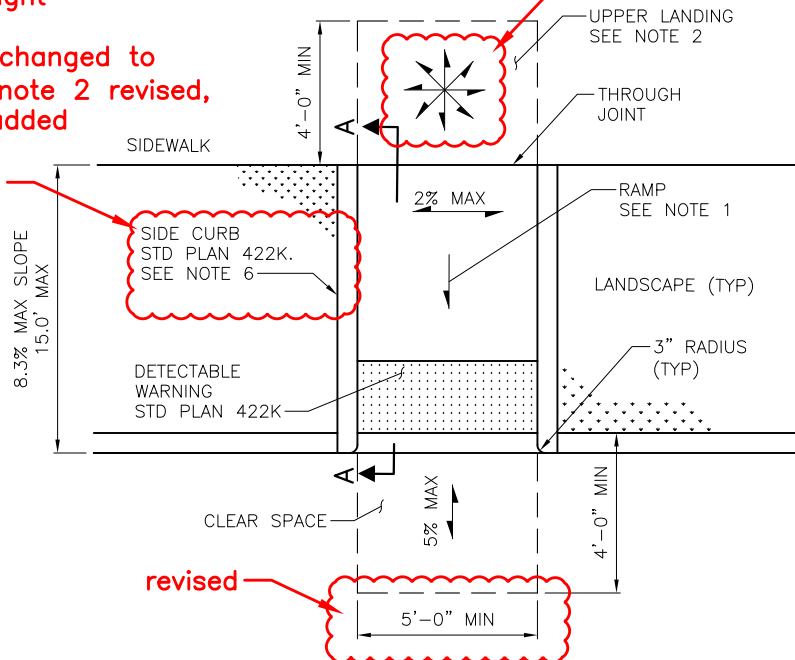 ght
changed to
note 2 revised,
added
SIDEWALK
4'-0" MIN
UPPER LANDING
SEE NOTE 2
THROUGH
JOINT
A
2% MAX
RAMP
SEE NOTE 1
SIDE CURB
STD PLAN 422K.
SEE NOTE 6
8.3% MAX SLOPE
15.0' MAX
LANDSCAPE (TYP)
DETECTABLE
WARNING
STD PLAN 422K
3" RADIUS
(TYP)
A
CLEAR SPACE
5% MAX
4'-0" MIN
revised
5'-0" MIN